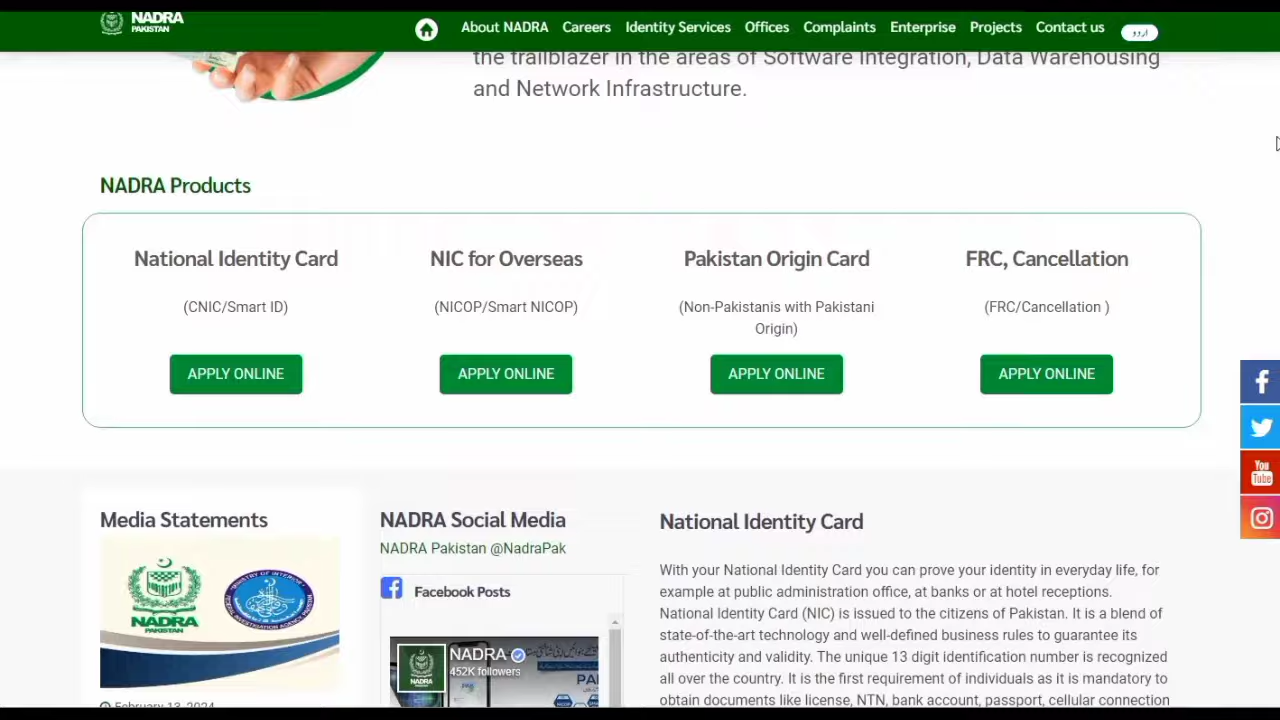 NADRA
PAKISTAN
About NADRA Careers Identity Services Offices Complaints Enterprise Projects Contact us اردو
the trailblazer in the areas of Software Integration, Data Warehousing
and Network Infrastructure.
NADRA Products
National Identity Card
(CNIC/Smart ID)
APPLY ONLINE
NIC for Overseas
(NICOP/Smart NICOP)
APPLY ONLINE
Pakistan Origin Card
(Non-Pakistanis with Pakistani
Origin)
APPLY ONLINE
FRC, Cancellation
(FRC/Cancellation )
APPLY ONLINE
You
Tube
Media Statements
NADRA
PAKISTAN
February 13, 2024
NADRA Social Media
NADRA Pakistan @NadraPak
Facebook Posts
NADRA
452K followers
National Identity Card
With your National Identity Card you can prove your identity in everyday life, for
example at public administration office, at banks or at hotel receptions.
National Identity Card (NIC) is issued to the citizens of Pakistan. It is a blend of
state-of-the-art technology and well-defined business rules to guarantee its
authenticity and validity. The unique 13 digit identification number is recognized
all over the country. It is the first requirement of individuals as it is mandatory to
obtain documents like license, NTN, bank account, passport, cellular connection